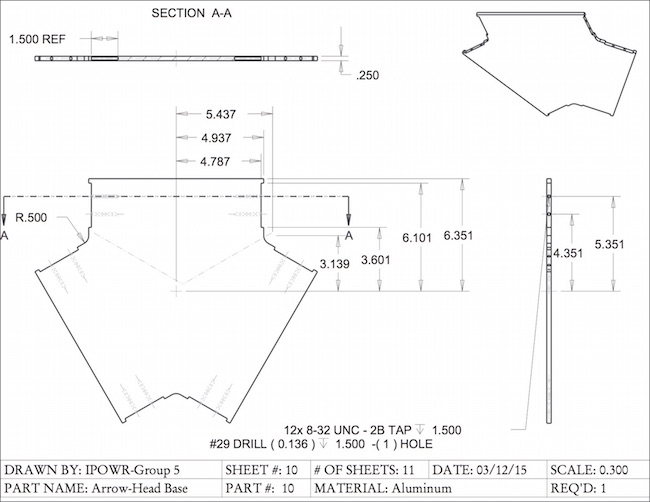 SECTION A-A
1.500 REF
.250
5.437
4.937
4.787
R.500
A
A
3.139
3.601
6.101
6.351
4.351
5.351
12x 8-32 UNC - 2B TAP ↧ 1.500
#29 DRILL ( 0.136 ) ↧ 1.500 -( 1 ) HOLE
DRAWN BY: IPOWR-Group 5 SHEET #: 10 # OF SHEETS: 11 DATE: 03/12/15 SCALE: 0.300
PART NAME: Arrow-Head Base PART #: 10 MATERIAL: Aluminum REQ'D: 1